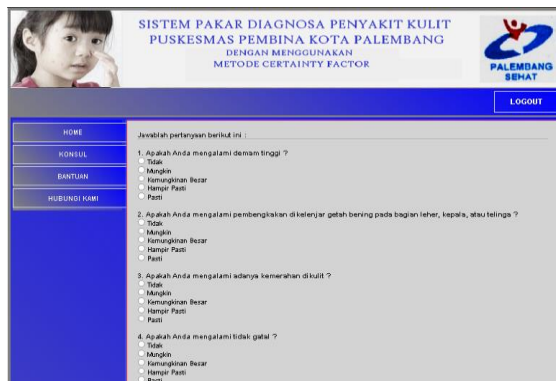 SISTEM PAKAR DIAGNOSA PENYAKIT KULIT
PUSKESMAS PEMBINA KOTA PALEMBANG
DENGAN MENGGUNAKAN
METODE CERTAINTY FACTOR
PALEMBANG
SEHAT
LOGOUT
HOME
KONSUL
BANTUAN
HUBUNGI KAMI
Jawablah pertanyaan berikut ini :
1. Apakah Anda mengalami demam tinggi ?
Tidak
Mungkin
Kemungkinan Besar
Hampir Pasti
Pasti
2. Apakah Anda mengalami pembengkakan dikelenjar getah bening pada bagian leher, kepala, atau telinga ?
Tidak
Mungkin
Kemungkinan Besar
Hampir Pasti
Pasti
3. Apakah Anda mengalami adanya kemerahan dikulit ?
Tidak
Mungkin
Kemungkinan Besar
Hampir Pasti
Pasti
4. Apakah Anda mengalami tidak gatal ?
Tidak
Mungkin
Kemungkinan Besar
Hampir Pasti
Pasti